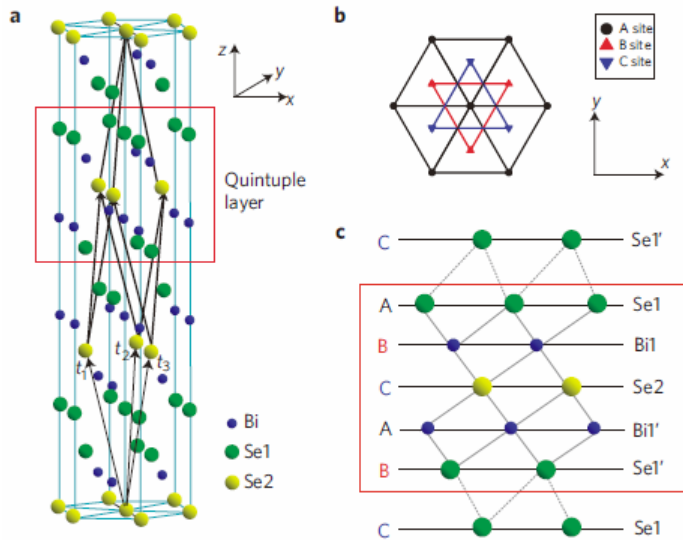 a
z
y
x
Quintuple
layer
t1
t2
t3
Bi
Se1
Se2
b
A site
B site
C site
y
x
c
C Se1′
A Se1
B Bi1
C Se2
A Bi1′
B Se1′
C Se1